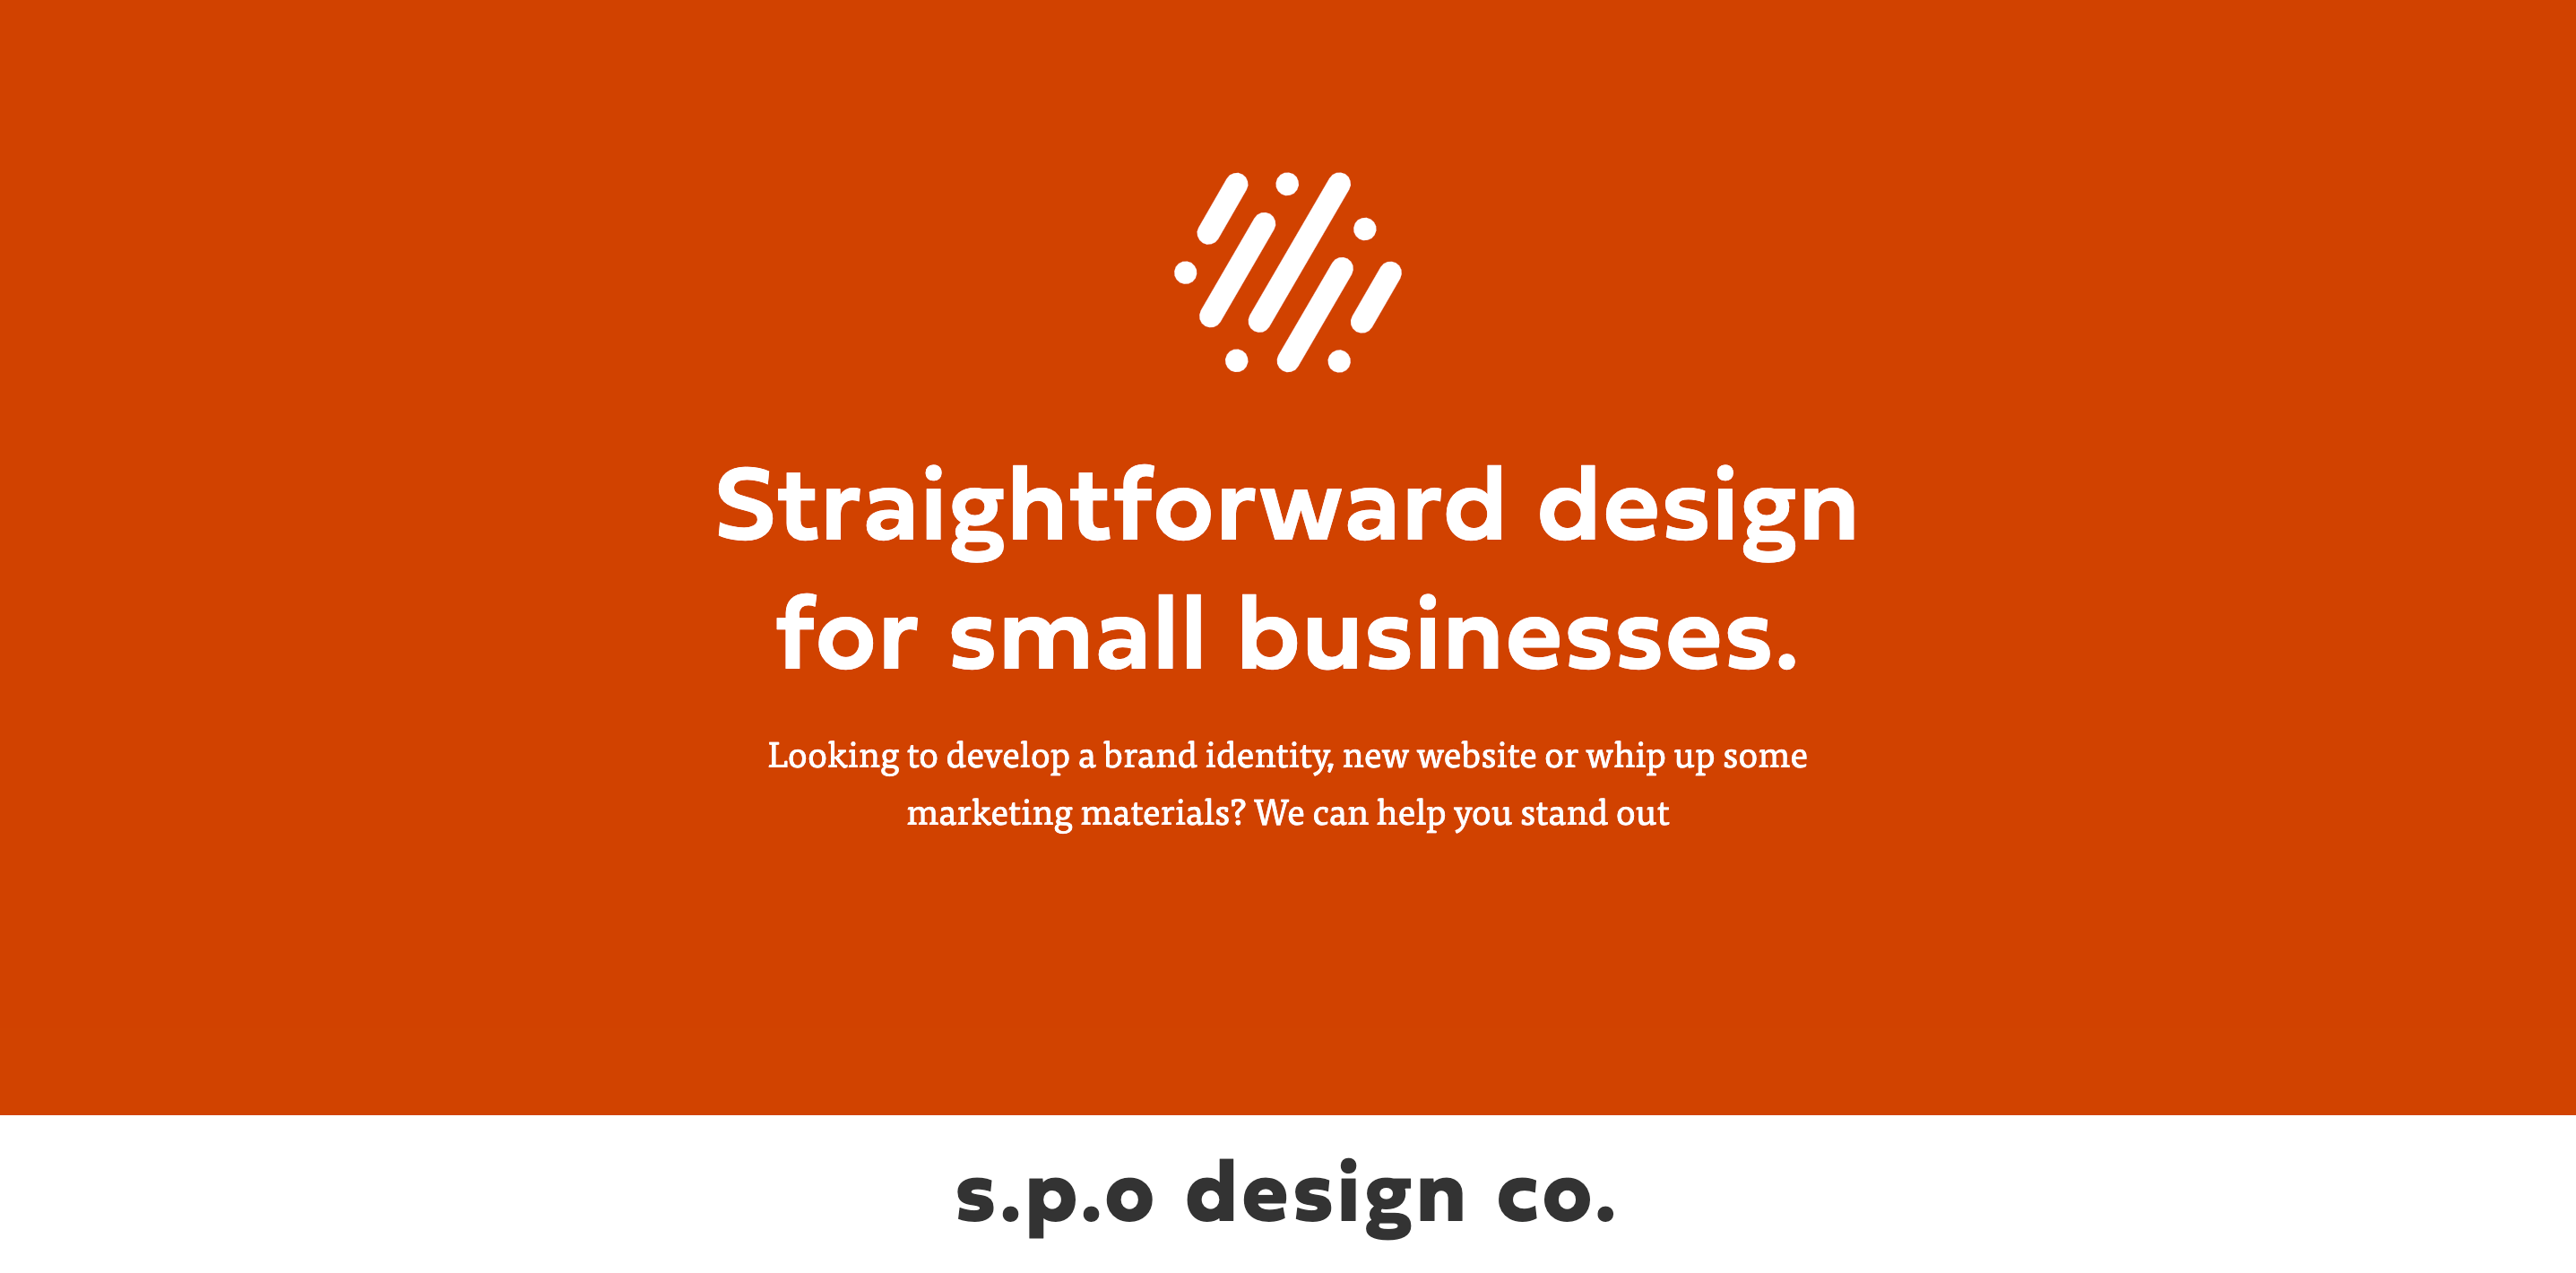 Straightforward design
for small businesses.
Looking to develop a brand identity, new website or whip up some
marketing materials? We can help you stand out
s.p.o design co.